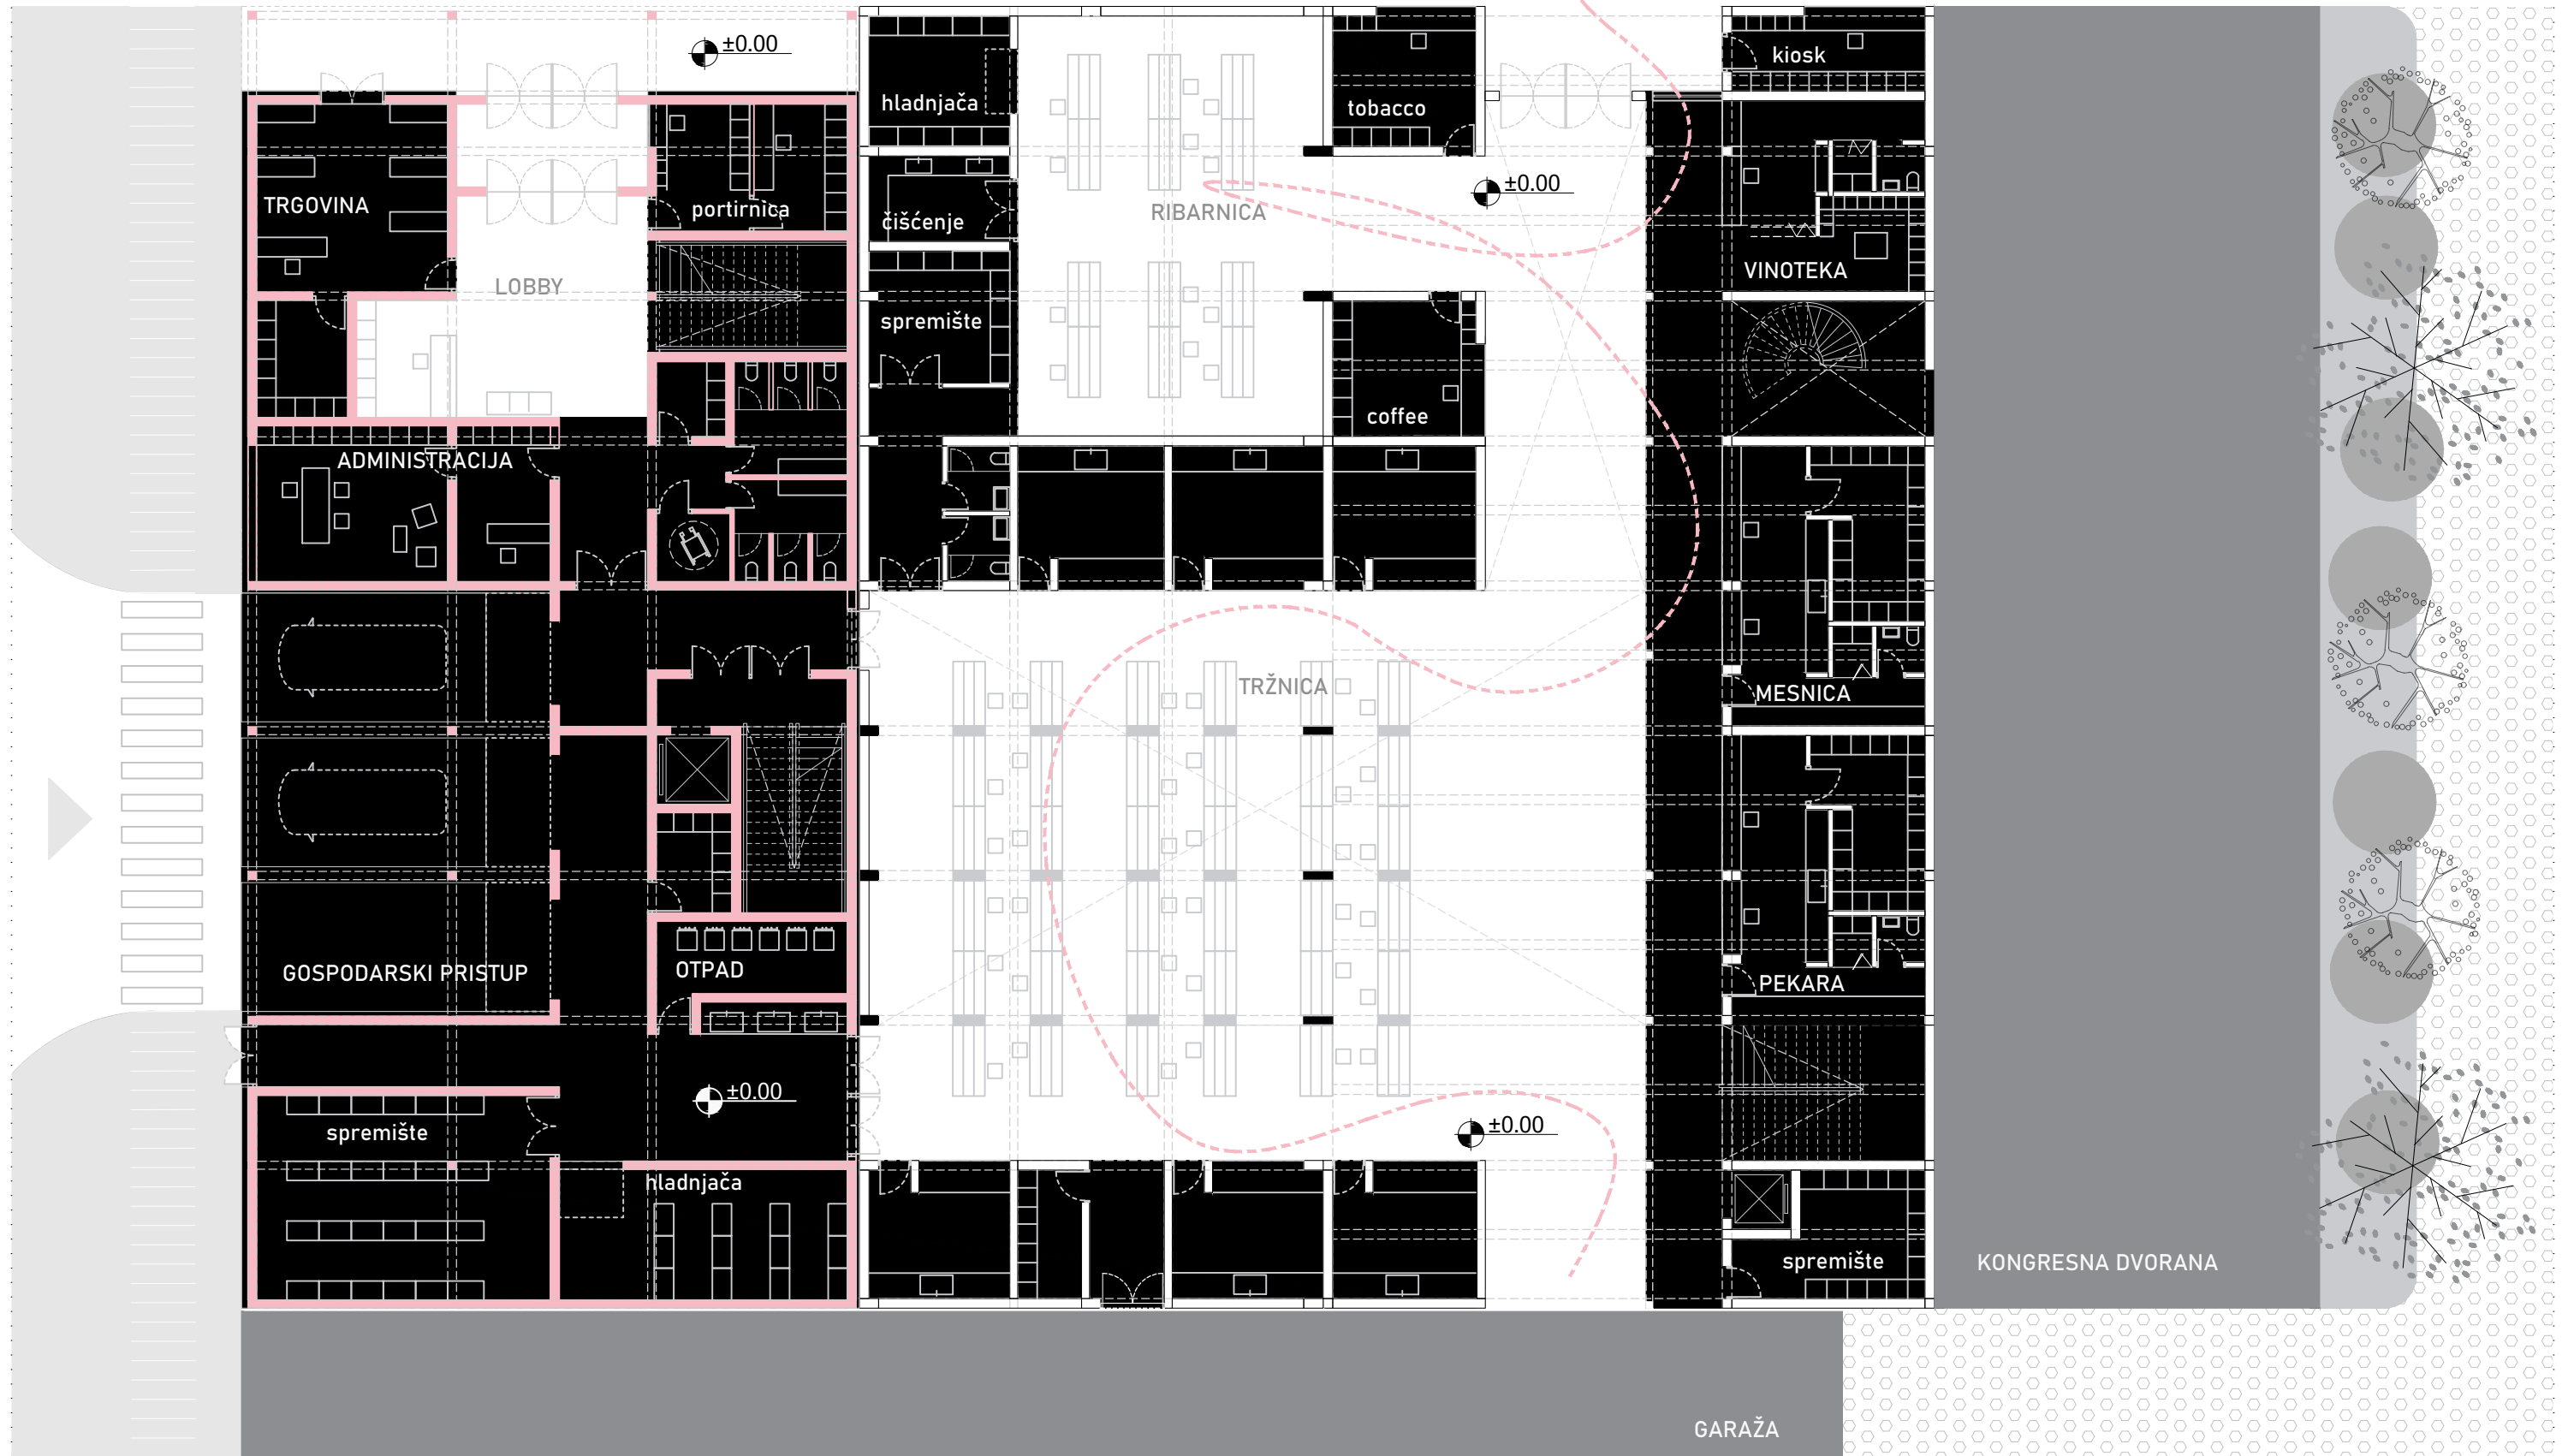 ±0.00
hladnjača
tobacco
kiosk
TRGOVINA
portirnica
čišćenje
RIBARNICA
±0.00
VINOTEKA
LOBBY
spremište
coffee
ADMINISTRACIJA
TRŽNICA
MESNICA
GOSPODARSKI PRISTUP
OTPAD
PEKARA
±0.00
spremište
±0.00
hladnjača
spremište
KONGRESNA DVORANA
GARAŽA